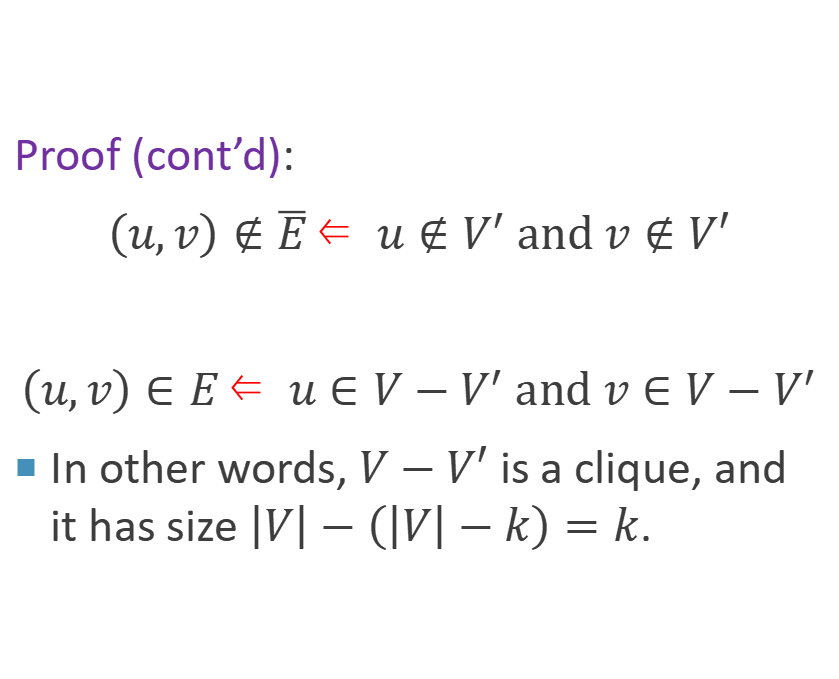 Proof (cont’d):
(u, v) ∉ E̅ ⇐ u ∉ V′ and v ∉ V′
(u, v) ∈ E ⇐ u ∈ V − V′ and v ∈ V − V′
▪ In other words, V − V′ is a clique, and
it has size |V| − (|V| − k) = k.